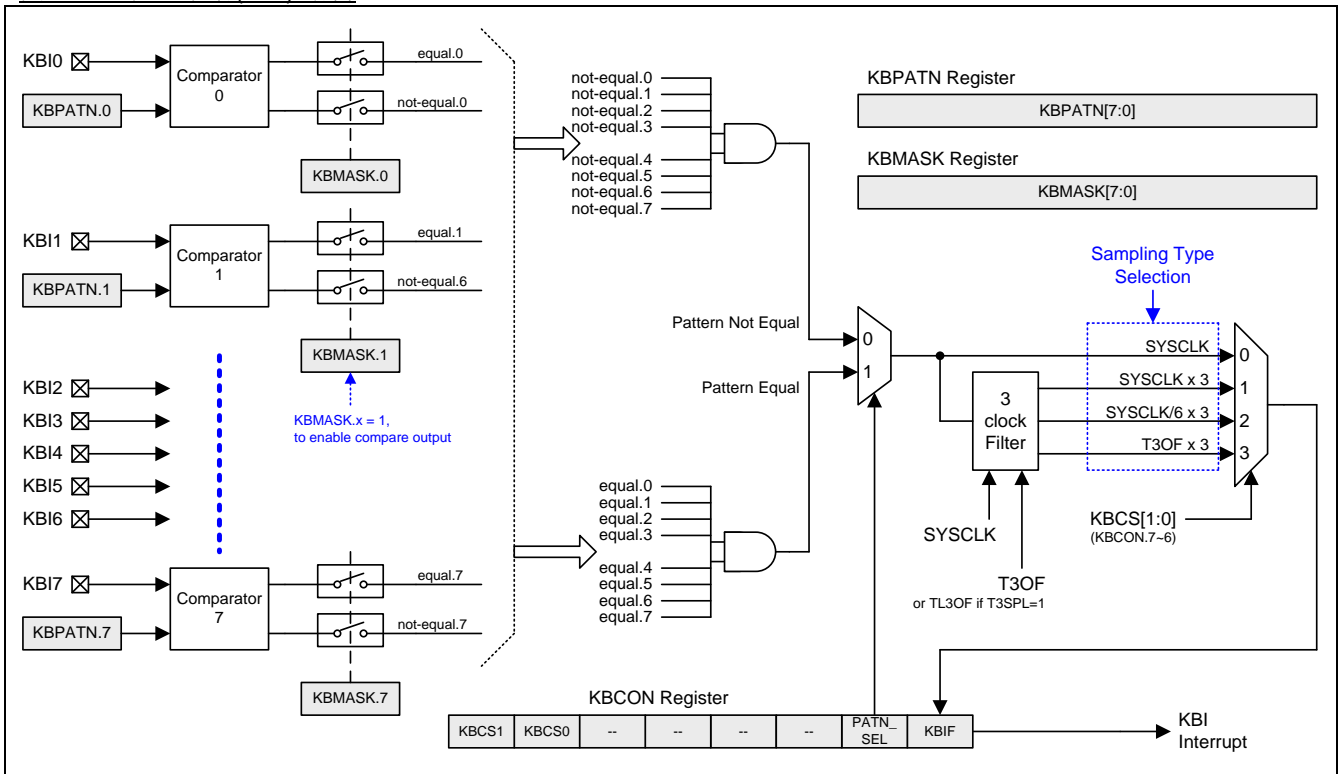 KBI0
Comparator
0
KBPATN.0
equal.0
not-equal.0
KBMASK.0
KBI1
Comparator
1
KBPATN.1
equal.1
not-equal.6
KBMASK.1
KBMASK.x = 1,
to enable compare output
KBI2
KBI3
KBI4
KBI5
KBI6
KBI7
Comparator
7
KBPATN.7
equal.7
not-equal.7
KBMASK.7
not-equal.0
not-equal.1
not-equal.2
not-equal.3
not-equal.4
not-equal.5
not-equal.6
not-equal.7
equal.0
equal.1
equal.2
equal.3
equal.4
equal.5
equal.6
equal.7
Pattern Not Equal
Pattern Equal
0
1
KBPATN Register
KBPATN[7:0]
KBMASK Register
KBMASK[7:0]
Sampling Type
Selection
3
clock
Filter
SYSCLK
SYSCLK x 3
SYSCLK/6 x 3
T3OF x 3
0
1
2
3
SYSCLK
T3OF
or TL3OF if T3SPL=1
KBCS[1:0]
(KBCON.7~6)
KBCON Register
KBCS1 KBCS0 -- -- -- -- PATN_
SEL KBIF
KBI
Interrupt